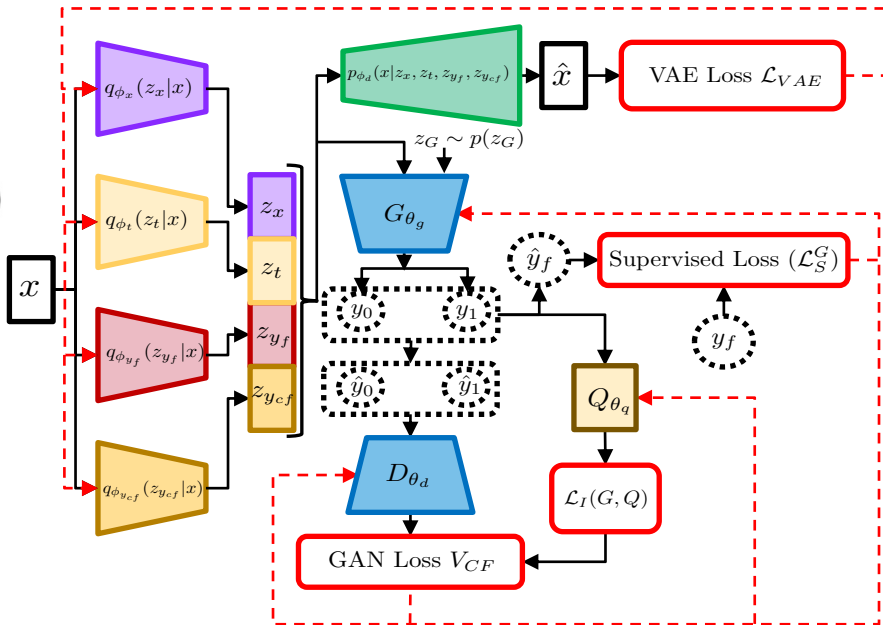 q_{ϕ_x}(z_x|x)
p_{ϕ_d}(x|z_x, z_t, z_{y_f}, z_{y_{cf}})
x̂
VAE Loss ℒ_{VAE}
z_G ∼ p(z_G)
q_{ϕ_t}(z_t|x)
z_x
G_{θ_g}
ŷ_f
Supervised Loss (ℒ_S^G)
z_t
x
y_0
y_1
z_{y_f}
y_f
q_{ϕ_{y_f}}(z_{y_f}|x)
ŷ_0
ŷ_1
z_{y_{cf}}
Q_{θ_q}
D_{θ_d}
q_{ϕ_{y_{cf}}}(z_{y_{cf}}|x)
ℒ_I(G, Q)
GAN Loss V_{CF}